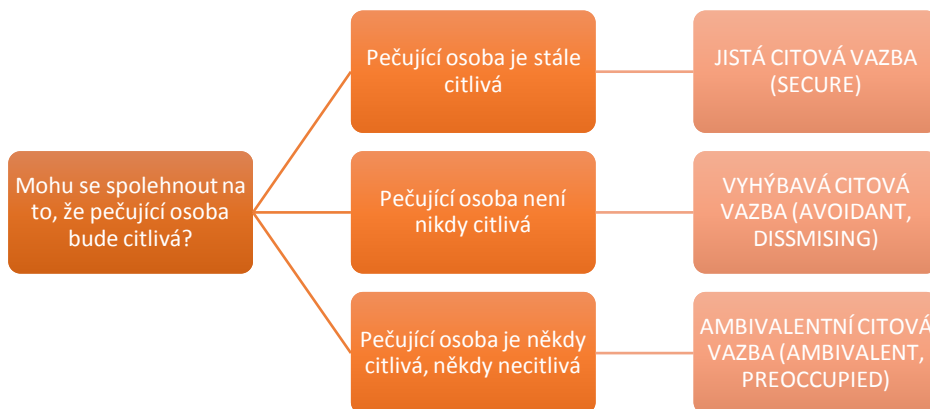 Mohu se spolehnout na
to, že pečující osoba
bude citlivá?
Pečující osoba je stále
citlivá
JISTÁ CITOVÁ VAZBA
(SECURE)
Pečující osoba není
nikdy citlivá
VYHÝBAVÁ CITOVÁ
VAZBA (AVOIDANT,
DISSMISING)
Pečující osoba je někdy
citlivá, někdy necitlivá
AMBIVALENTNÍ CITOVÁ
VAZBA (AMBIVALENT,
PREOCCUPIED)